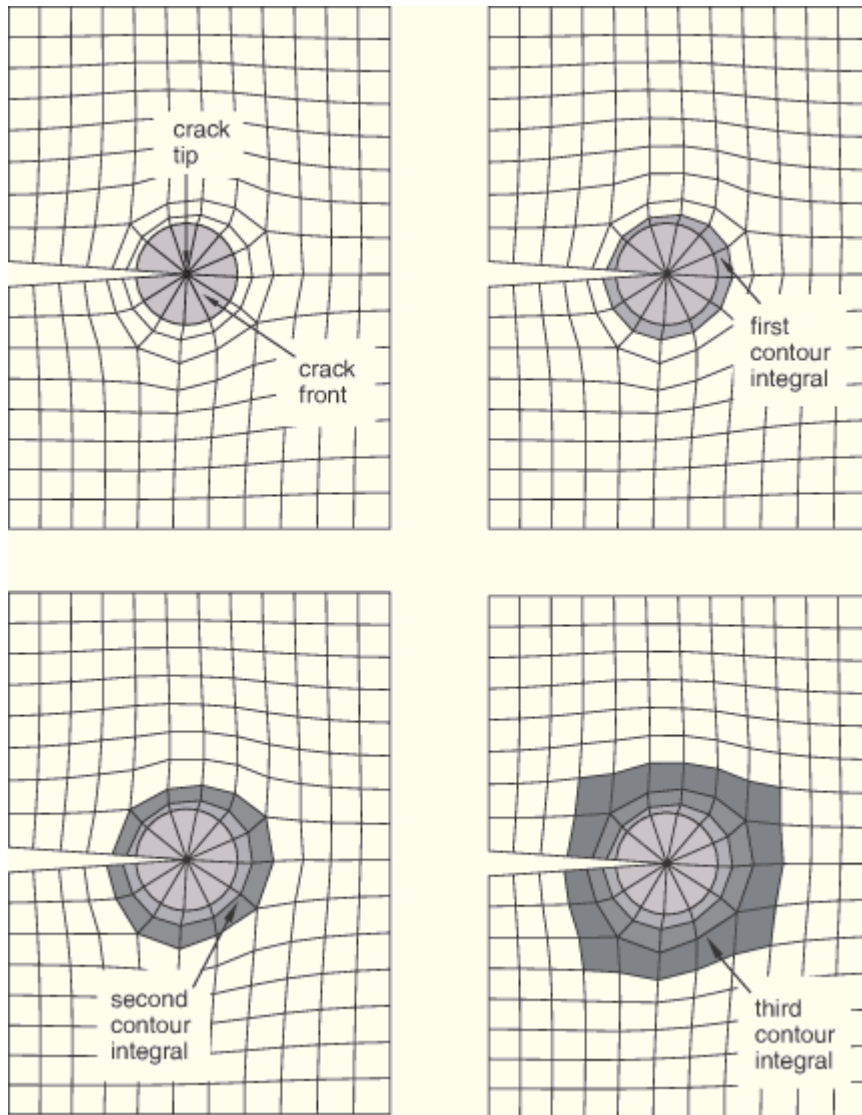 crack
tip
crack
front
first
contour
integral
second
contour
integral
third
contour
integral